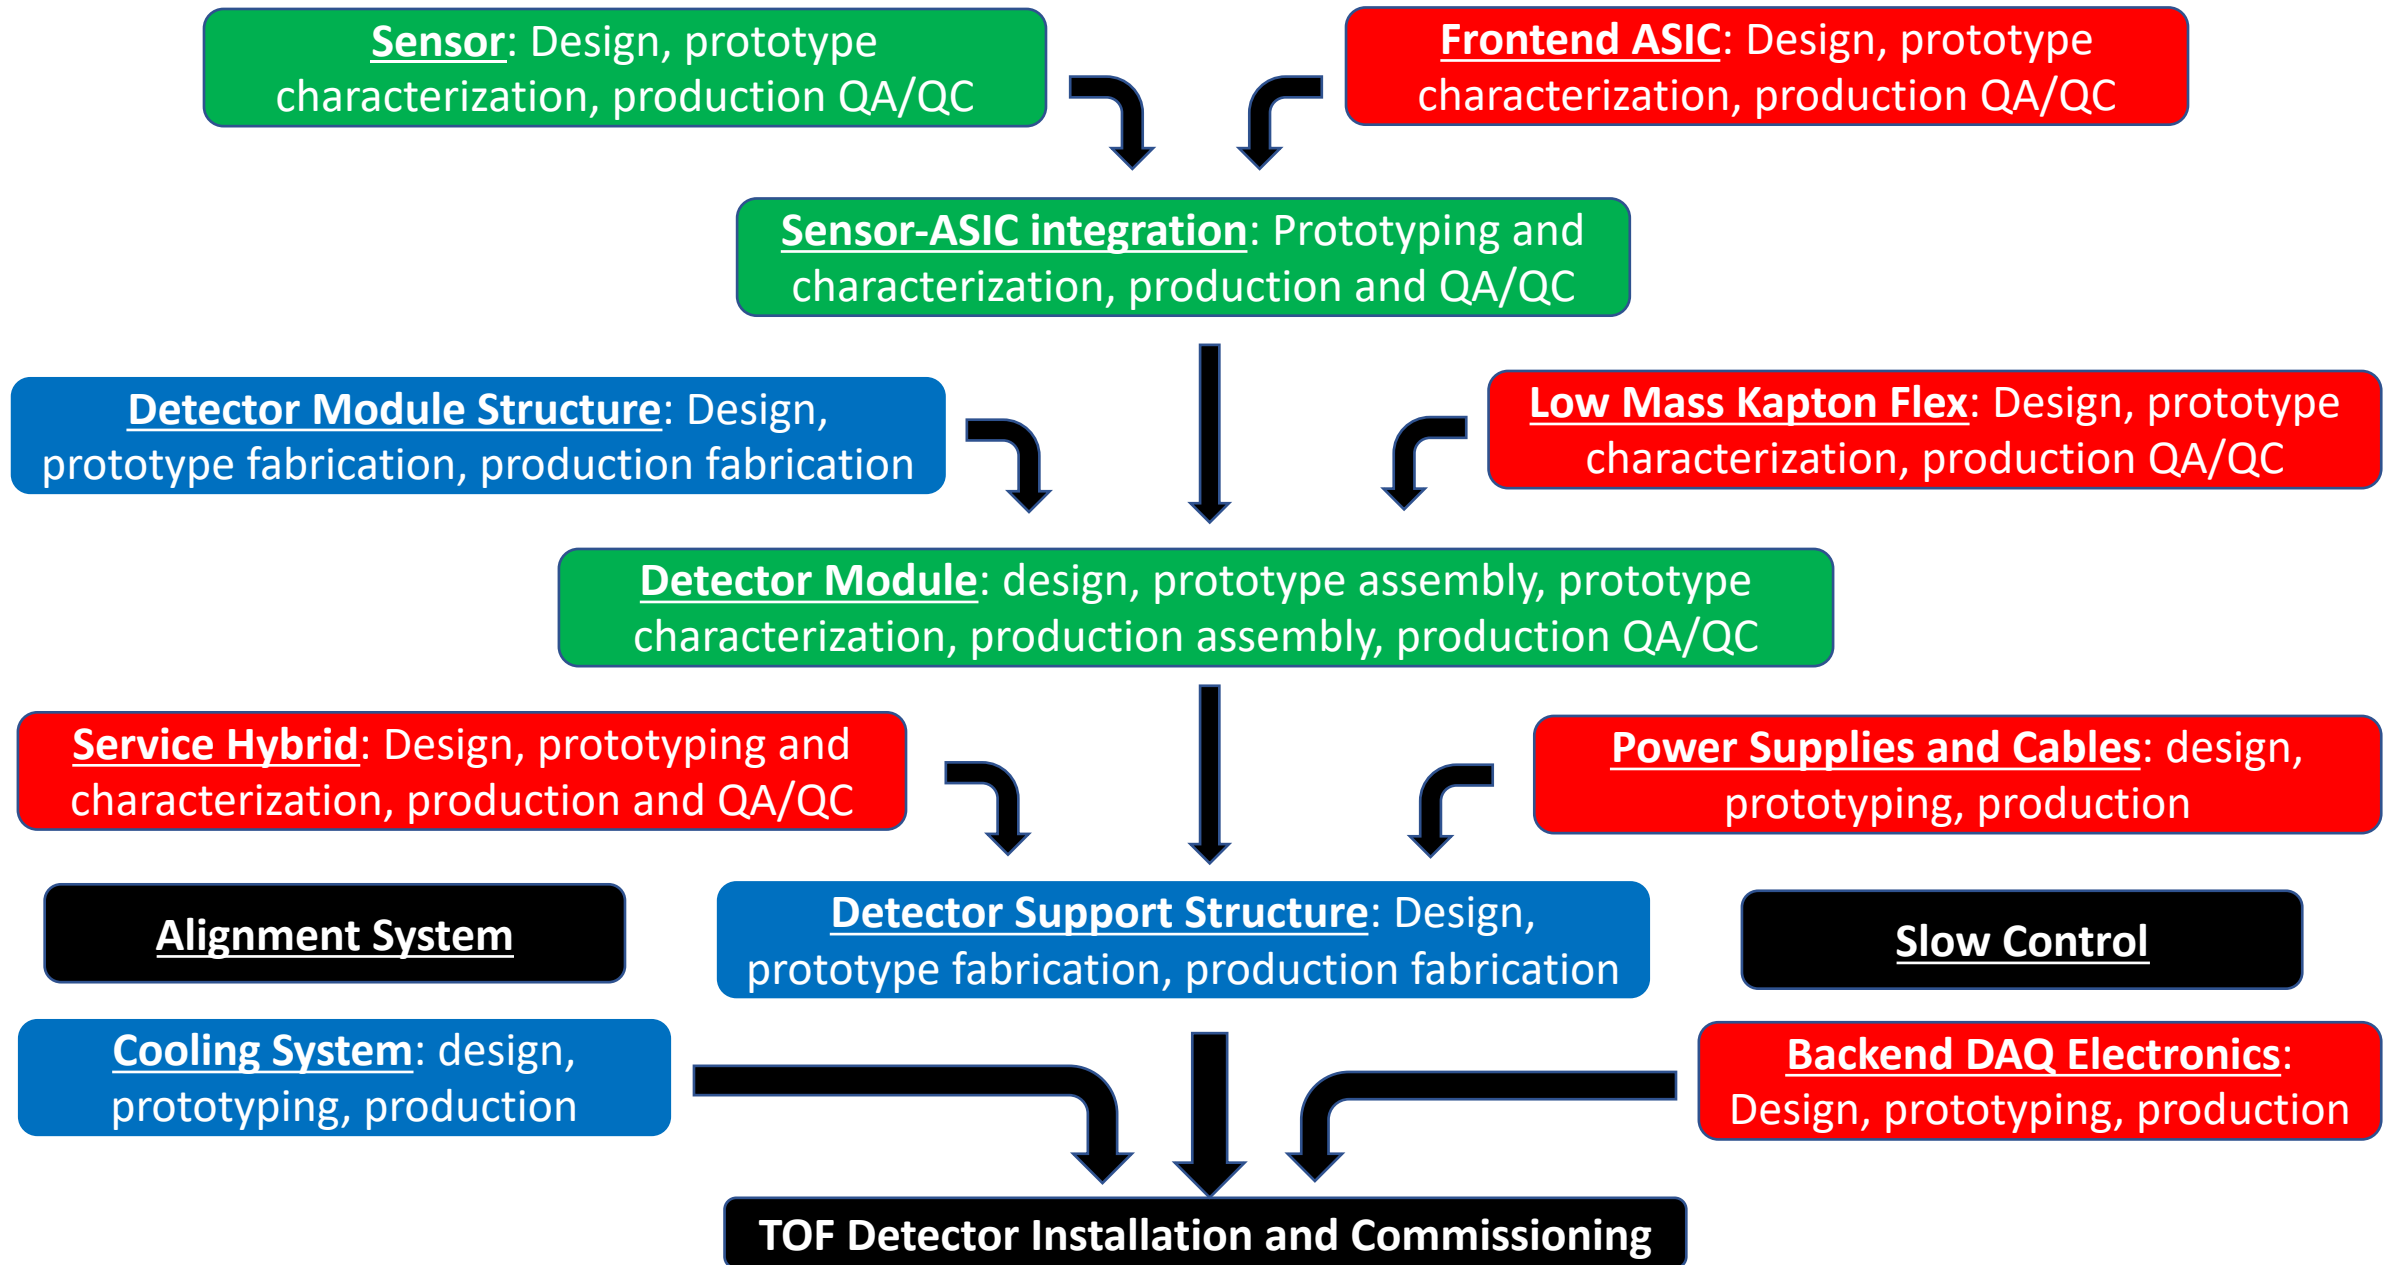 Sensor: Design, prototype
characterization, production QA/QC
Frontend ASIC: Design, prototype
characterization, production QA/QC
Sensor-ASIC integration: Prototyping and
characterization, production and QA/QC
Detector Module Structure: Design,
prototype fabrication, production fabrication
Low Mass Kapton Flex: Design, prototype
characterization, production QA/QC
Detector Module: design, prototype assembly, prototype
characterization, production assembly, production QA/QC
Service Hybrid: Design, prototyping and
characterization, production and QA/QC
Power Supplies and Cables: design,
prototyping, production
Alignment System
Detector Support Structure: Design,
prototype fabrication, production fabrication
Slow Control
Cooling System: design,
prototyping, production
Backend DAQ Electronics:
Design, prototyping, production
TOF Detector Installation and Commissioning